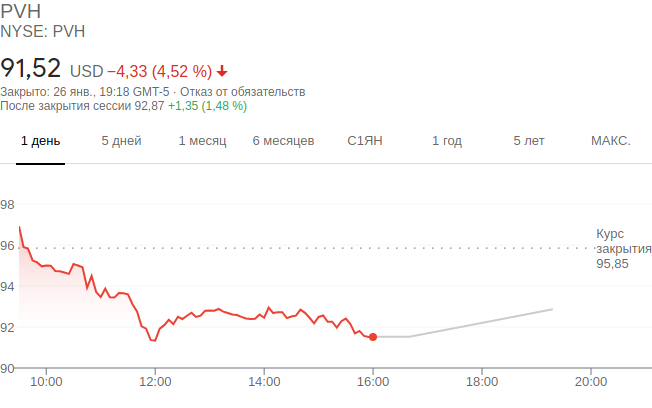 PVH
NYSE: PVH
91,52 USD −4,33 (4,52 %)
Закрыто: 26 янв., 19:18 GMT-5 · Отказ от обязательств
После закрытия сессии 92,87 +1,35 (1,48 %)
1 день 5 дней 1 месяц 6 месяцев С1ЯН 1 год 5 лет МАКС.
98
96
94
92
90
Курс
закрытия
95,85
10:00 12:00 14:00 16:00 18:00 20:00